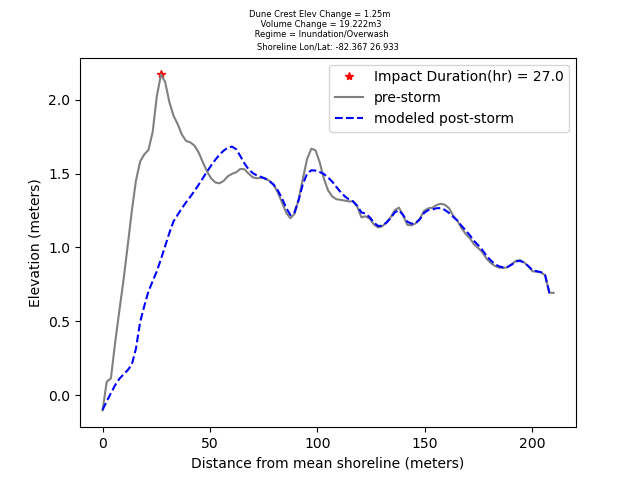 Dune Crest Elev Change = 1.25m
Volume Change = 19.222m3
Regime = Inundation/Overwash
Shoreline Lon/Lat: -82.367 26.933
Impact Duration(hr) = 27.0
pre-storm
modeled post-storm
Elevation (meters)
2.0
1.5
1.0
0.5
0.0
0 50 100 150 200
Distance from mean shoreline (meters)